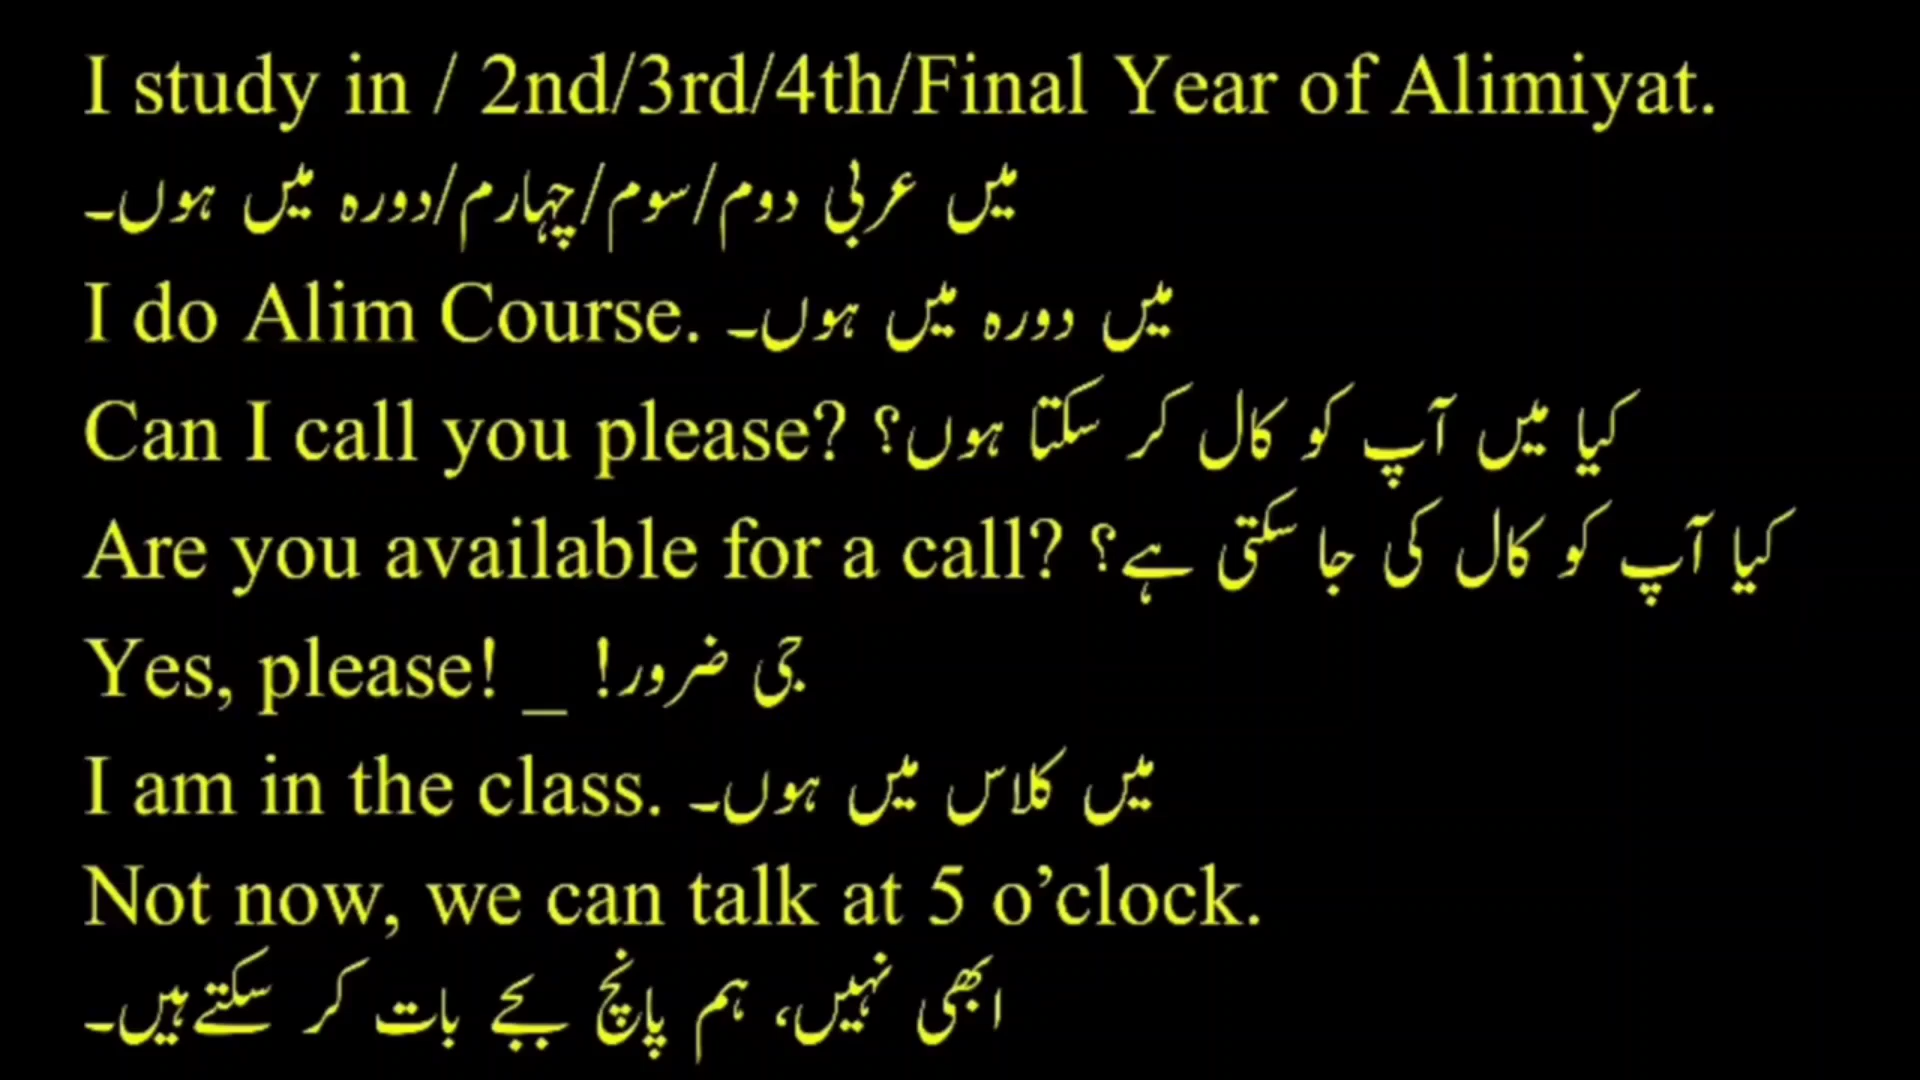 I study in / 2nd/3rd/4th/Final Year of Alimiyat.
میں عربی دوم/سوم/چہارم/دورہ میں ہوں۔
I do Alim Course. میں دورہ میں ہوں۔
Can I call you please? کیا میں آپ کو کال کر سکتا ہوں؟
Are you available for a call? کیا آپ کو کال کی جا سکتی ہے؟
Yes, please! _ جی ضرور!
I am in the class. میں کلاس میں ہوں۔
Not now, we can talk at 5 o’clock.
ابھی نہیں، ہم پانچ بجے بات کر سکتےہیں۔